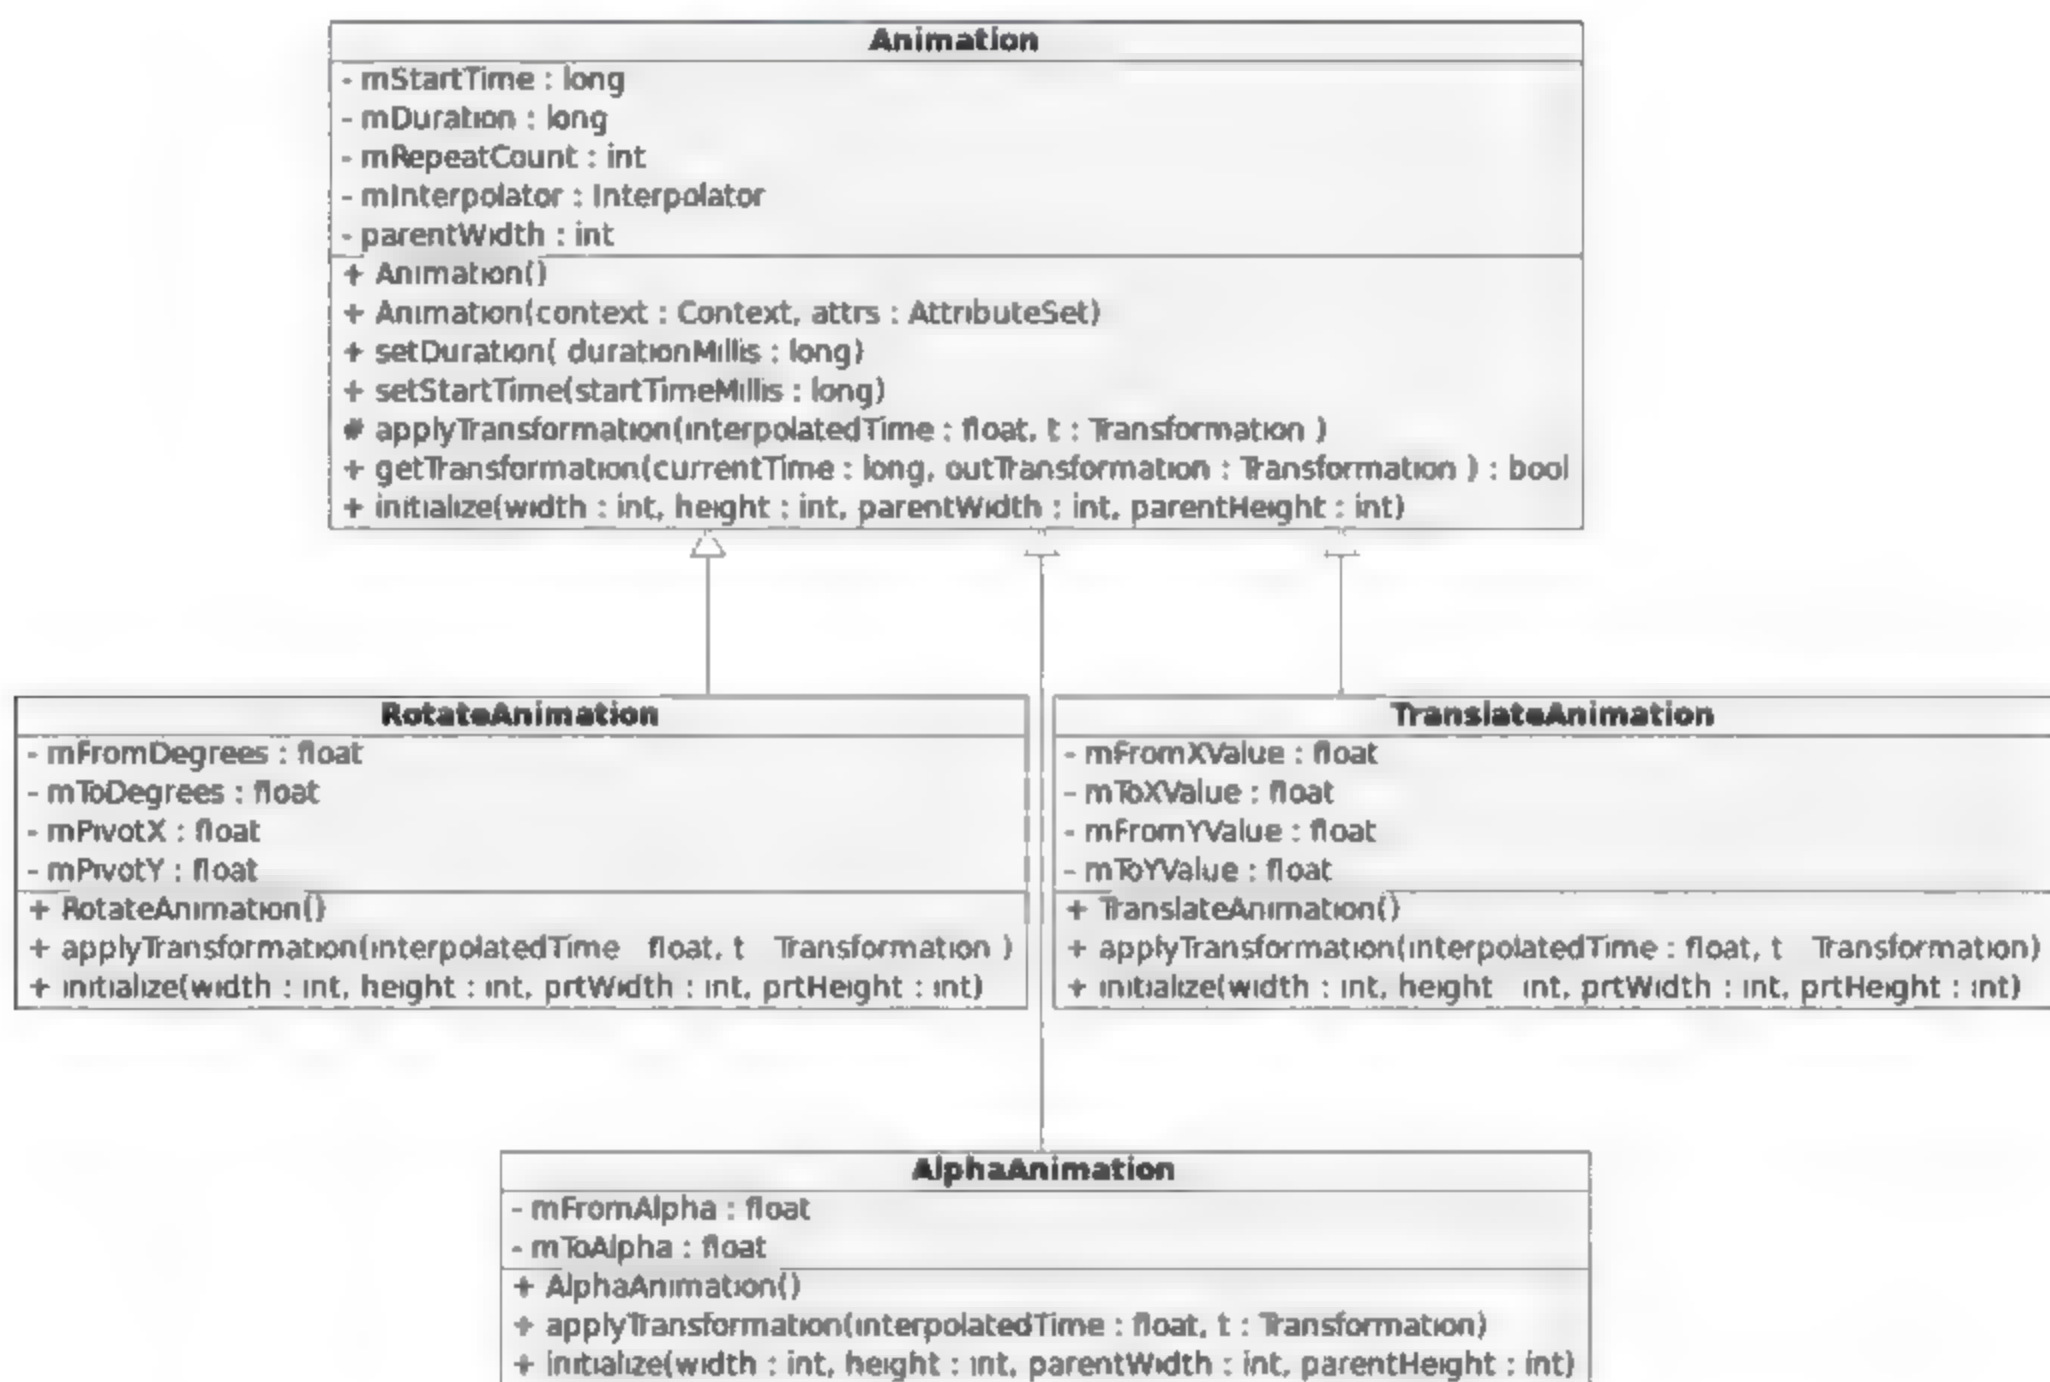 Animation
- mStartTime : long
- mDuration : long
- mRepeatCount : int
- mInterpolator : Interpolator
- parentWidth : int
+ Animation()
+ Animation(context : Context, attrs : AttributeSet)
+ setDuration( durationMillis : long)
+ setStartTime(startTimeMillis : long)
# applyTransformation(interpolatedTime : float, t : Transformation )
+ getTransformation(currentTime : long, outTransformation : Transformation ) : bool
+ initialize(width : int, height : int, parentWidth : int, parentHeight : int)
RotateAnimation
- mFromDegrees : float
- mToDegrees : float
- mPivotX : float
- mPivotY : float
+ RotateAnimation()
+ applyTransformation(interpolatedTime float, t Transformation )
+ initialize(width : int, height : int, prtWidth : int, prtHeight : int)
TranslateAnimation
- mFromXValue : float
- mToXValue : float
- mFromYValue : float
- mToYValue : float
+ TranslateAnimation()
+ applyTransformation(interpolatedTime : float, t Transformation)
+ initialize(width : int, height int, prtWidth : int, prtHeight : int)
AlphaAnimation
- mFromAlpha : float
- mToAlpha : float
+ AlphaAnimation()
+ applyTransformation(interpolatedTime : float, t : Transformation)
+ initialize(width : int, height : int, parentWidth : int, parentHeight : int)